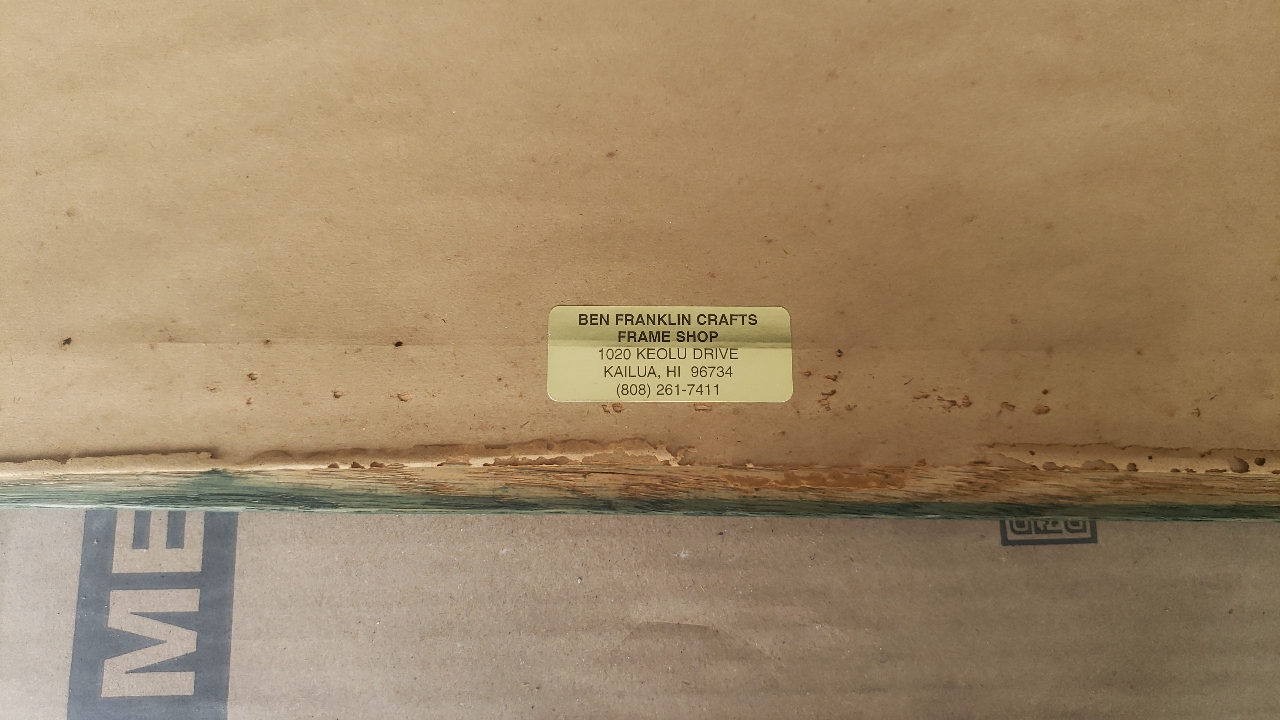 BEN FRANKLIN CRAFTS
FRAME SHOP
1020 KEOLU DRIVE
KAILUA, HI  96734
(808) 261-7411
ME